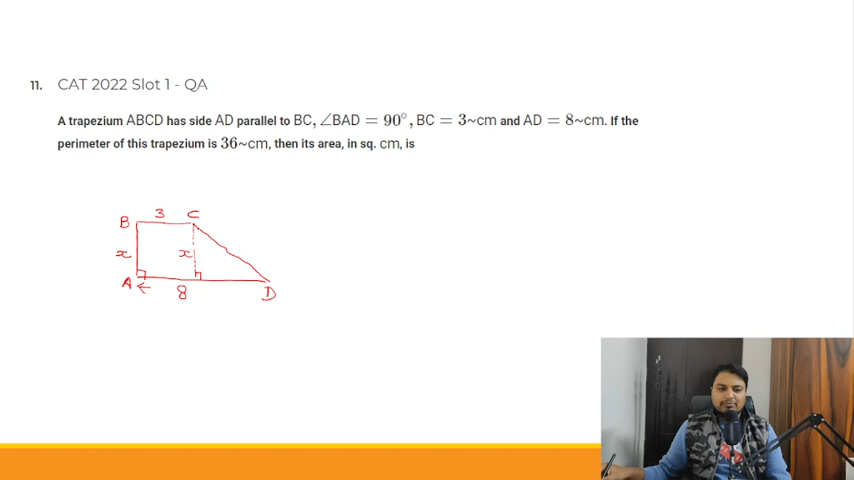 11. CAT 2022 Slot 1 - QA
A trapezium ABCD has side AD parallel to BC, ∠BAD = 90°, BC = 3~cm and AD = 8~cm. If the
perimeter of this trapezium is 36~cm, then its area, in sq. cm, is
B 3 C
x x
A 8 D